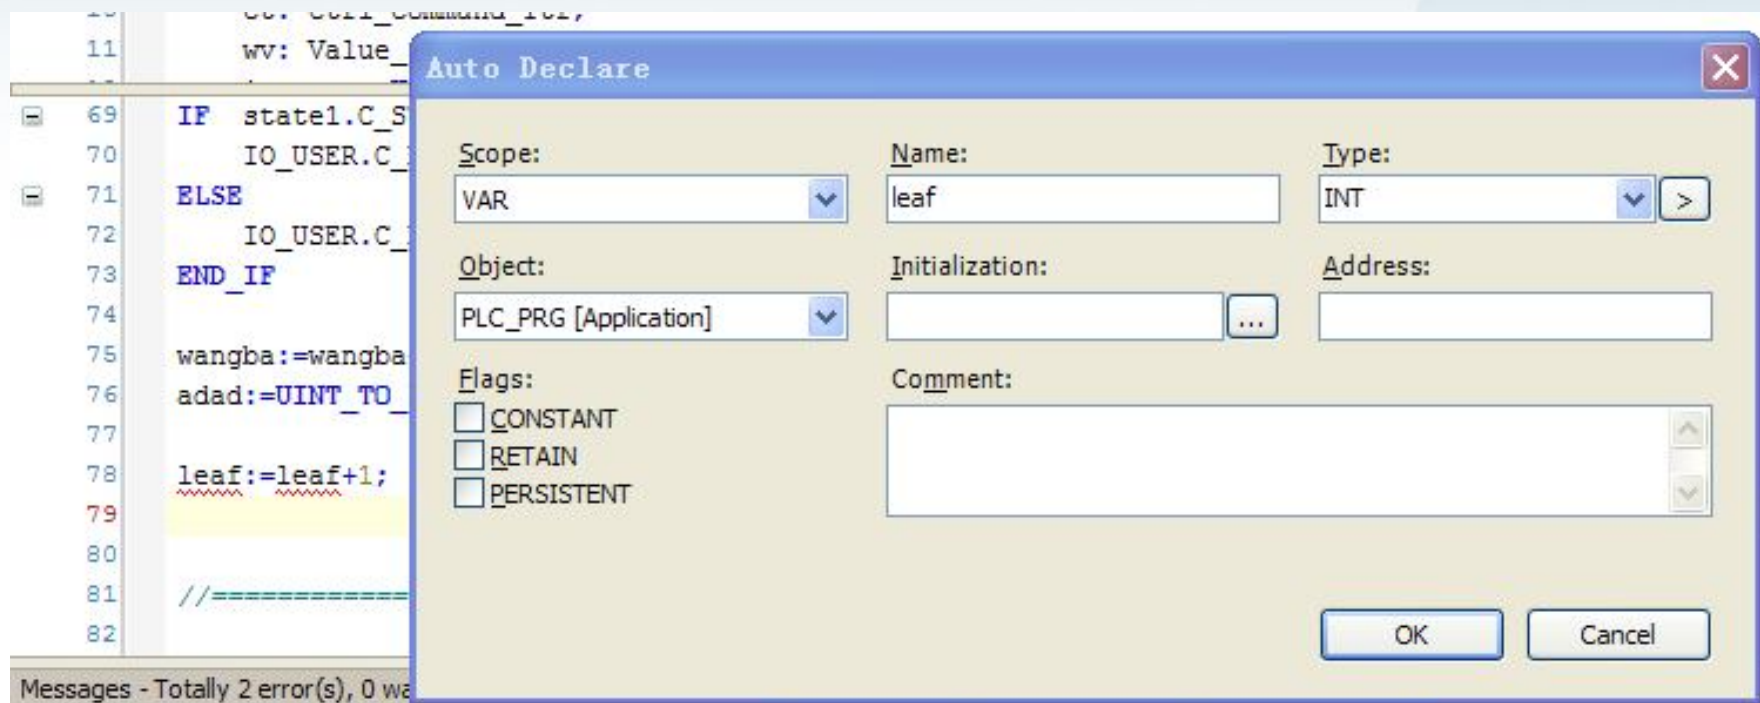 11 wv: Value_
Auto Declare
69 IF state1.C_S
70 IO_USER.C_
71 ELSE
72 IO_USER.C_
73 END_IF
74
75 wangba:=wangba
76 adad:=UINT_TO_
77
78 leaf:=leaf+1;
79
80
81 //============
82
Scope: Name: Type:
VAR leaf INT >
Object: Initialization: Address:
PLC_PRG [Application] ...
Flags: Comment:
CONSTANT
RETAIN
PERSISTENT
OK Cancel
Messages - Totally 2 error(s), 0 wa